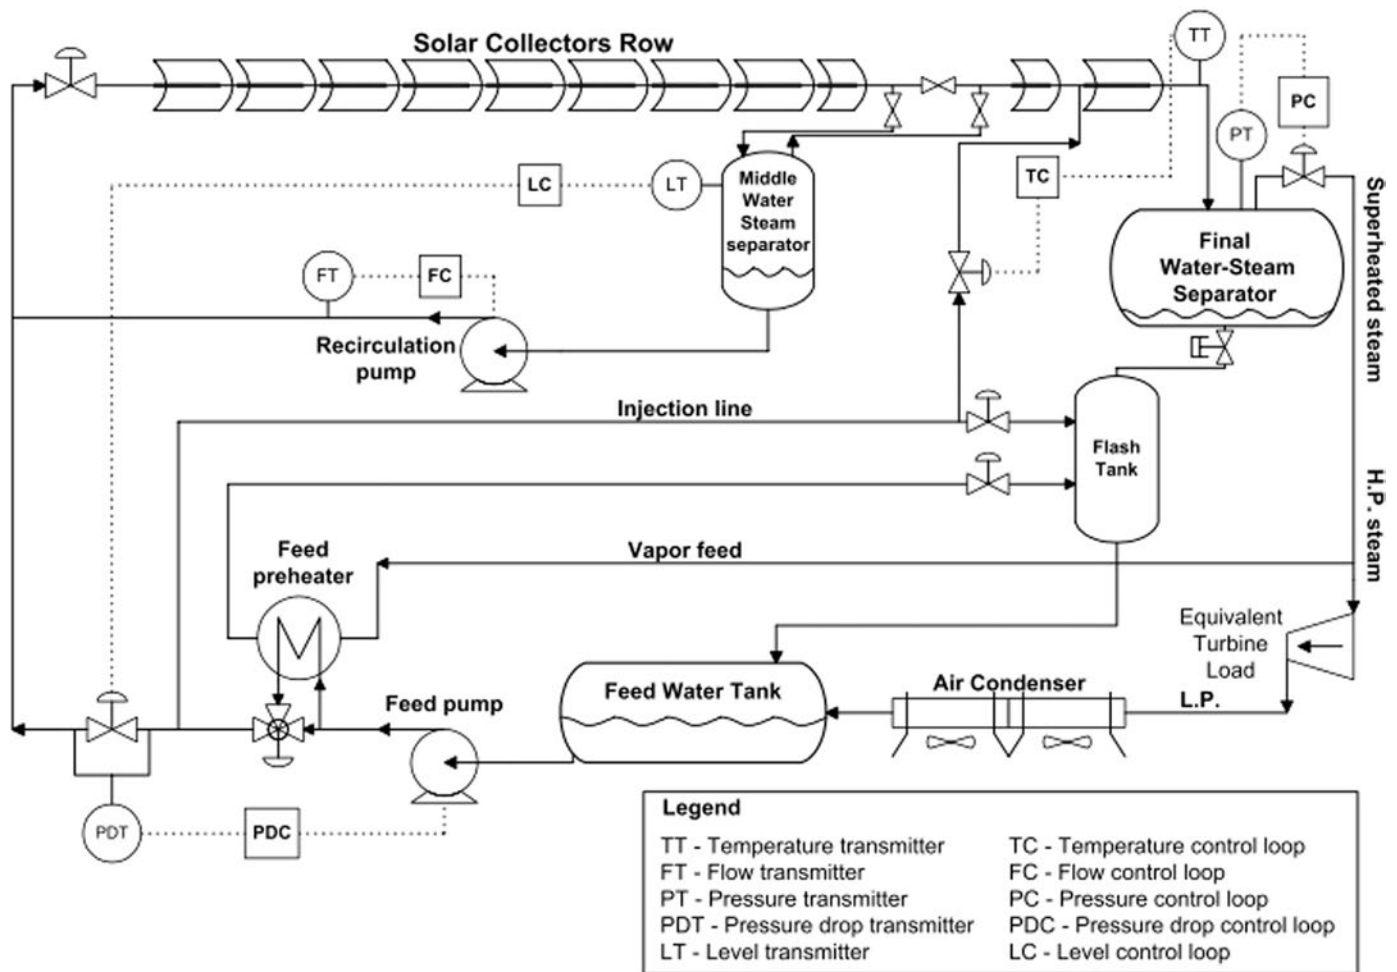 Solar Collectors Row
TT
PC
PT
LC
LT
Middle
Water
Steam
separator
TC
Final
Water-Steam
Separator
Superheated steam
FT
FC
Recirculation
pump
Injection line
Flash
Tank
H.P. steam
Feed
preheater
Vapor feed
Equivalent
Turbine
Load
Feed pump
Feed Water Tank
Air Condenser
L.P.
PDT
PDC
Legend
TT - Temperature transmitter
FT - Flow transmitter
PT - Pressure transmitter
PDT - Pressure drop transmitter
LT - Level transmitter
TC - Temperature control loop
FC - Flow control loop
PC - Pressure control loop
PDC - Pressure drop control loop
LC - Level control loop